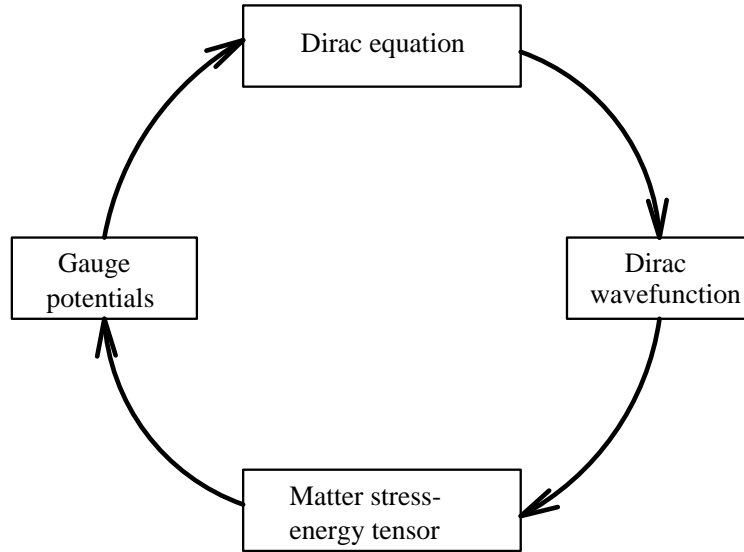 Dirac equation
Gauge
potentials
Dirac
wavefunction
Matter stress-
energy tensor